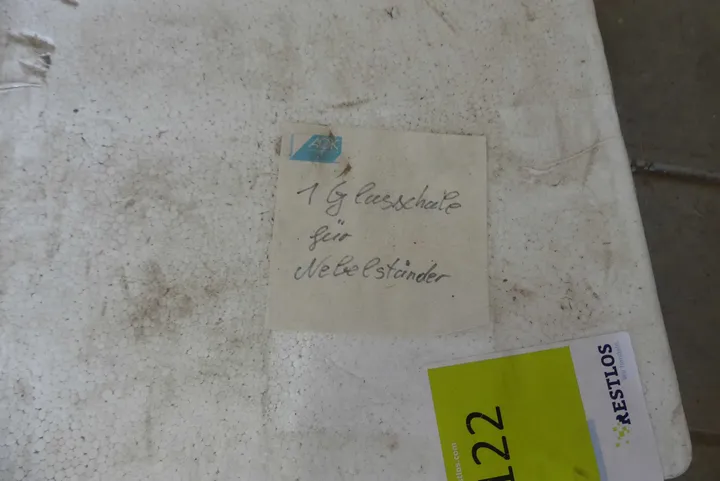 1 Glasschale
für
Nebelständer
RESTLOS
122